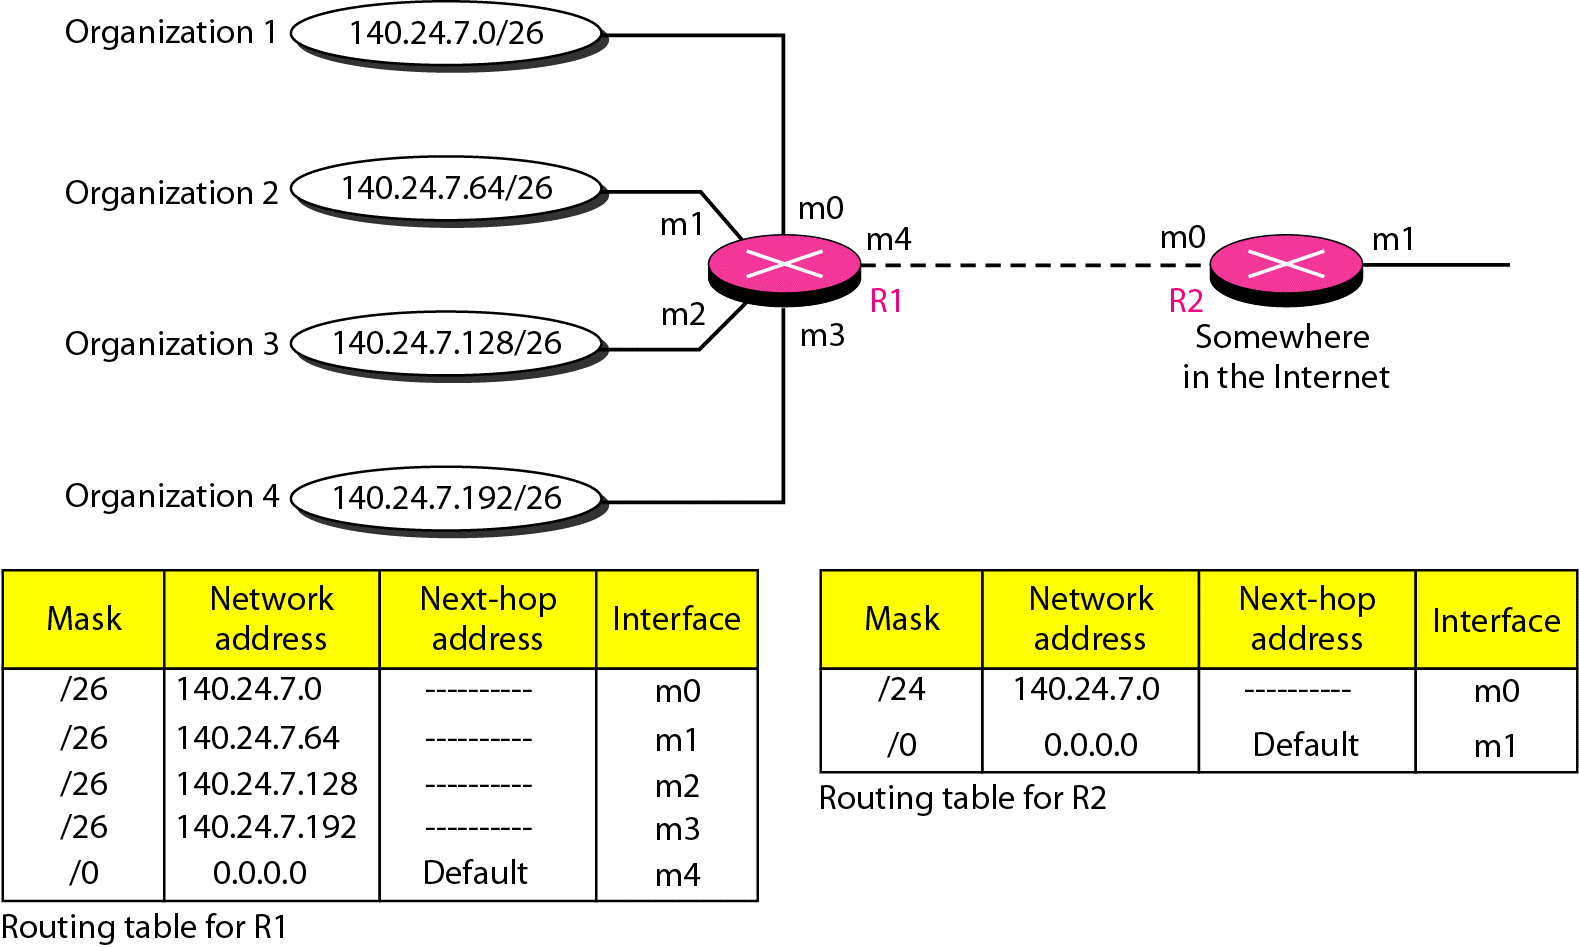 Organization 1
140.24.7.0/26
Organization 2
140.24.7.64/26
m1
m0
m4
R1
m0
m1
R2
Somewhere
in the Internet
Organization 3
140.24.7.128/26
m2
m3
Organization 4
140.24.7.192/26
Mask Network address Next-hop address Interface
/26 140.24.7.0 ---------- m0
/26 140.24.7.64 ---------- m1
/26 140.24.7.128 ---------- m2
/26 140.24.7.192 ---------- m3
/0 0.0.0.0 Default m4
Routing table for R1
Mask Network address Next-hop address Interface
/24 140.24.7.0 ---------- m0
/0 0.0.0.0 Default m1
Routing table for R2